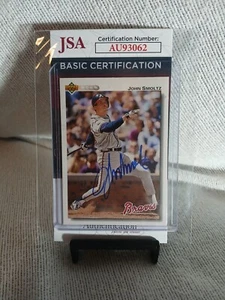 JSA
Certification Number:
AU93062
BASIC CERTIFICATION
JOHN SMOLTZ
Braves